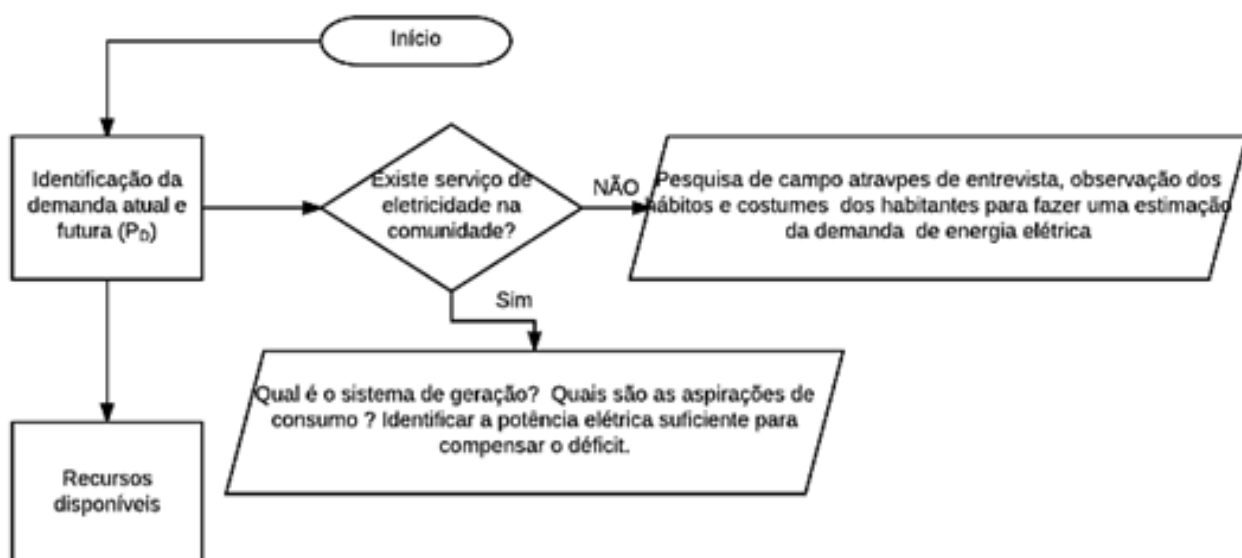 Início
Identificação da
demanda atual e
futura (P_D)
Existe serviço de
eletricidade na
comunidade?
NÃO
Pesquisa de campo atravpes de entrevista, observação dos
hábitos e costumes dos habitantes para fazer uma estimação
da demanda de energia elétrica
Sim
Qual é o sistema de geração? Quais são as aspirações de
consumo ? Identificar a potência elétrica suficiente para
compensar o déficit.
Recursos
disponíveis